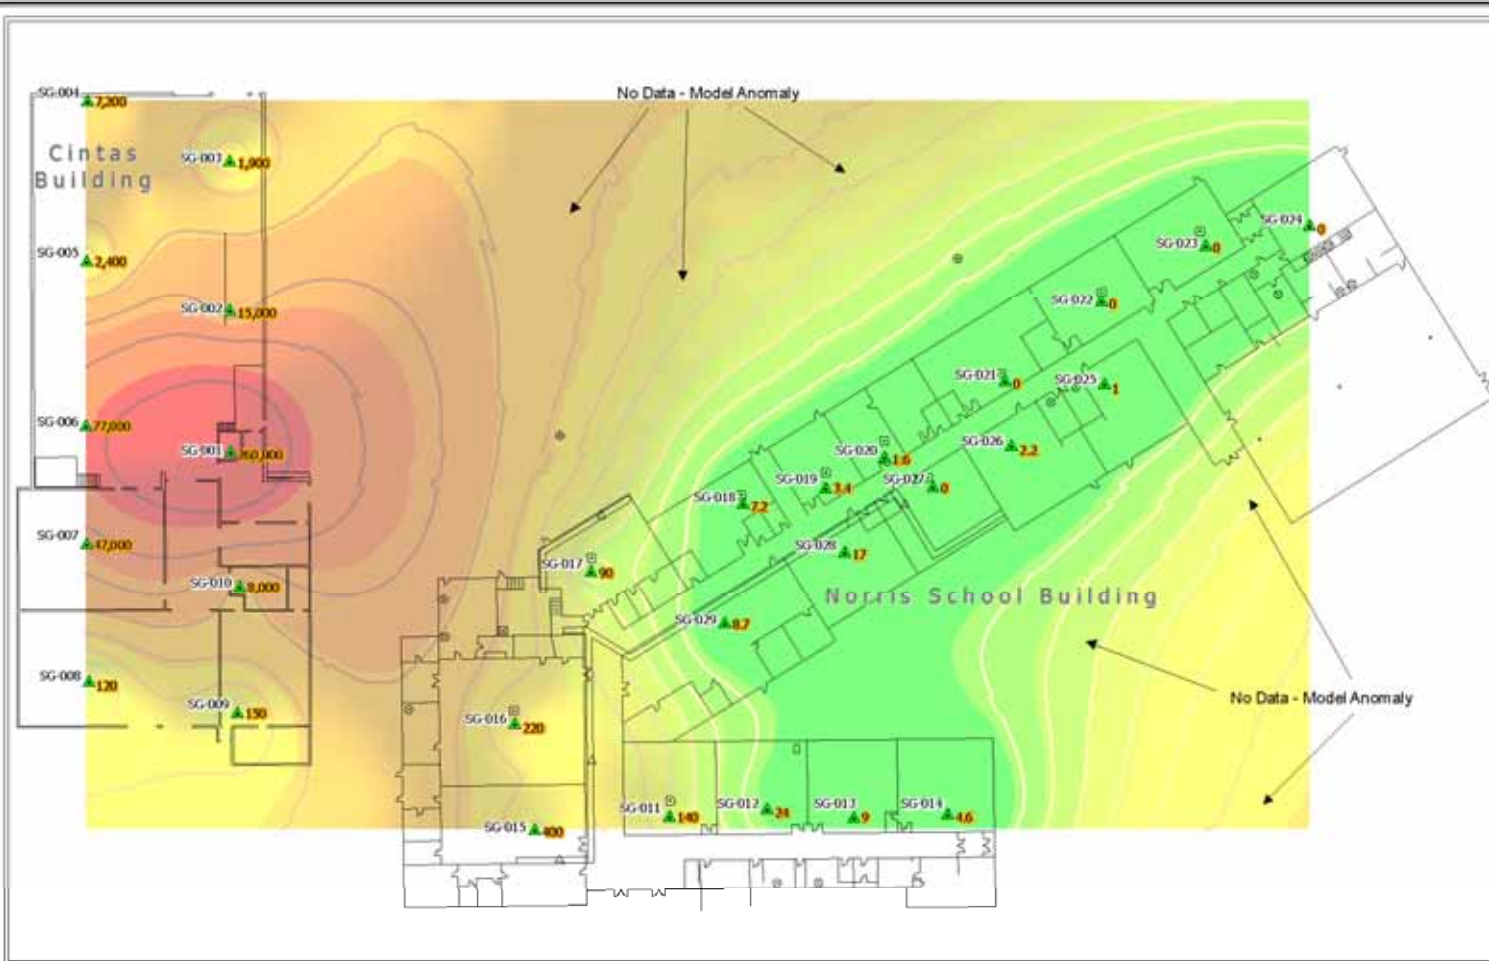 No Data - Model Anomaly
SG-004 7,200
Cintas
Building
SG-003 1,900
SG-005 2,400
SG-002 15,000
SG-006 77,000
SG-001 260,000
SG-007 47,000
SG-010 8,000
SG-008 120
SG-009 150
SG-024 0
SG-023 0
SG-022 0
SG-021 0
SG-025 1
SG-026 2.2
SG-020 1.6
SG-019 3.4
SG-027 0
SG-018 7.2
SG-028 17
SG-017 90
Norris School Building
SG-029 8.7
No Data - Model Anomaly
SG-016 220
SG-011 140
SG-012 24
SG-013 9
SG-014 4.6
SG-015 400